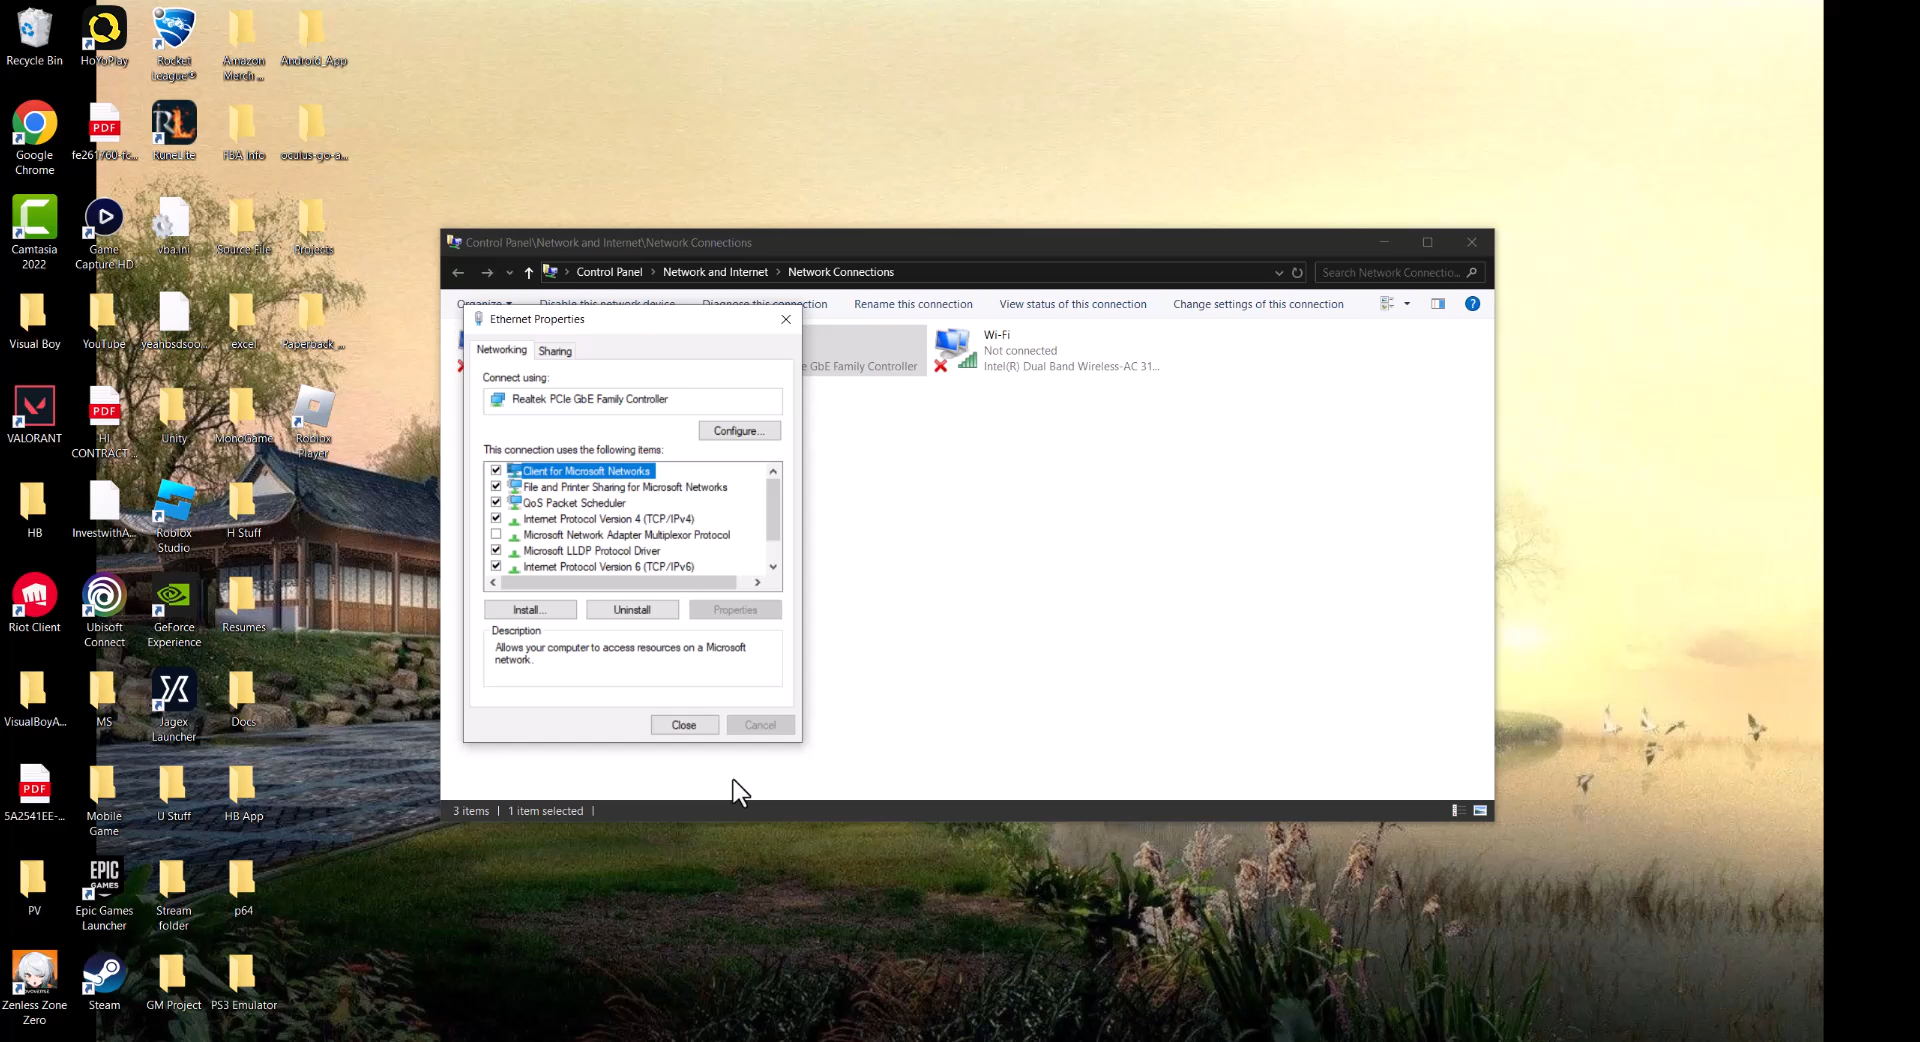 Recycle Bin
HoYoPlay
Rocket
League®
Amazon
Merch ...
Android_App
Google
Chrome
fe261760-fc...
RuneLite
FBA Info
oculus-go-a...
Camtasia
2022
Game
Capture HD
vba.ini
Source File
Projects
Visual Boy
YouTube
yeahbsdsoo...
excel
Paperback_...
VALORANT
PDF
HI
CONTRACT...
Unity
MonoGame
Roblox
Player
HB
InvestwithA...
Roblox
Studio
H Stuff
Riot Client
Ubisoft
Connect
GeForce
Experience
Resumes
VisualBoyA...
MS
Jagex
Launcher
Docs
PDF
5A2541EE-...
Mobile
Game
U Stuff
HB App
PV
EPIC
GAMES
Epic Games
Launcher
Stream
folder
p64
Zenless Zone
Zero
Steam
GM Project
PS3 Emulator
PDF
RL
Control Panel\Network and Internet\Network Connections
Control Panel > Network and Internet > Network Connections
Search Network Connectio...
Organize
Disable this network device
Diagnose this connection
Rename this connection
View status of this connection
Change settings of this connection
e GbE Family Controller
Wi-Fi
Not connected
Intel(R) Dual Band Wireless-AC 31...
Ethernet Properties
Networking
Sharing
Connect using:
Realtek PCIe GbE Family Controller
Configure...
This connection uses the following items:
Client for Microsoft Networks
File and Printer Sharing for Microsoft Networks
QoS Packet Scheduler
Internet Protocol Version 4 (TCP/IPv4)
Microsoft Network Adapter Multiplexor Protocol
Microsoft LLDP Protocol Driver
Internet Protocol Version 6 (TCP/IPv6)
Install...
Uninstall
Properties
Description
Allows your computer to access resources on a Microsoft
network.
Close
Cancel
3 items
1 item selected